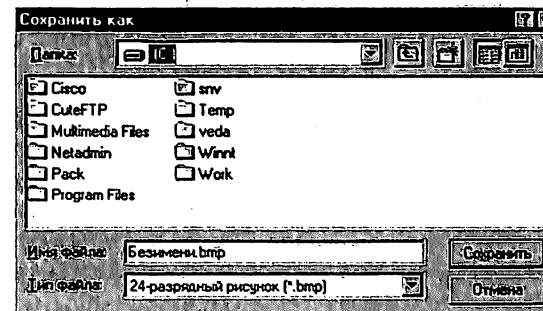 Сохранить как
Папка:
Cisco
CuteFTP
Multimedia Files
Netadmin
Pack
Program Files
snv
Temp
veda
Winnt
Work
Имя файла: Безимени.bmp Сохранить
Тип файла: 24-разрядный рисунок (*.bmp) Отмена